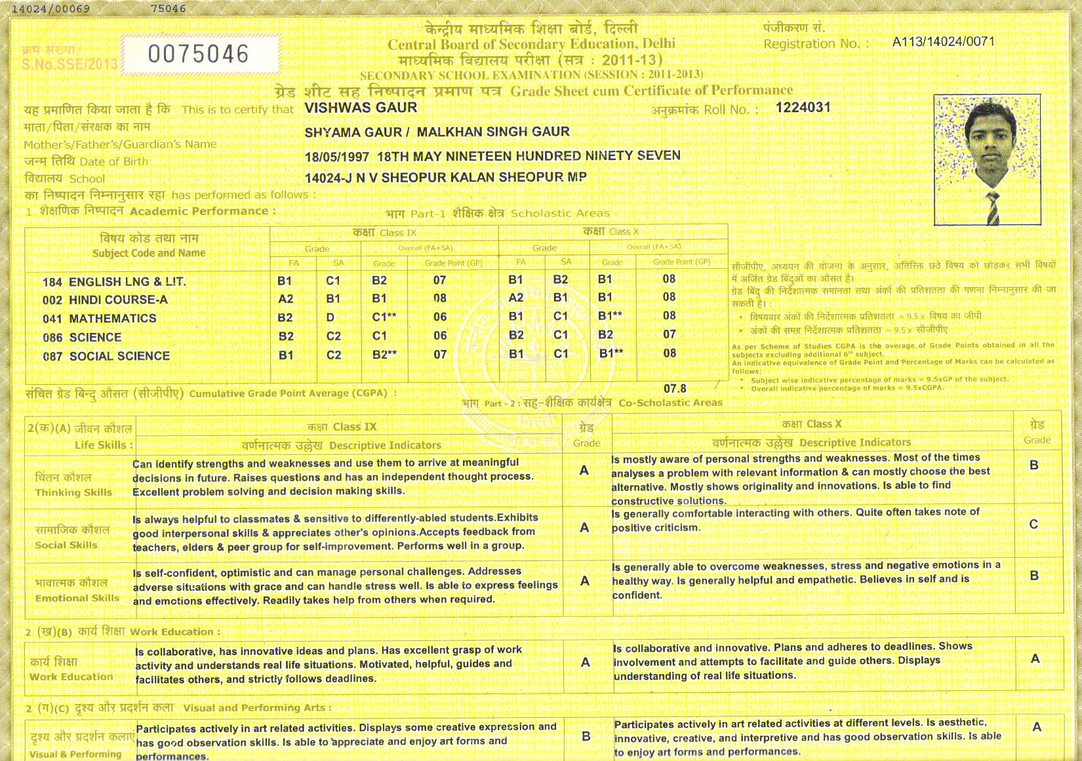 14024/00069 75046
क्रम संख्या/
S.No.SSE/2013 0075046
केन्द्रीय माध्यमिक शिक्षा बोर्ड, दिल्ली
Central Board of Secondary Education, Delhi
माध्यमिक विद्यालय परीक्षा (सत्र : 2011-13)
SECONDARY SCHOOL EXAMINATION (SESSION : 2011-2013)
पंजीकरण सं.
Registration No. : A113/14024/0071
ग्रेड शीट सह निष्पादन प्रमाण पत्र Grade Sheet cum Certificate of Performance
यह प्रमाणित किया जाता है कि This is to certify that VISHWAS GAUR अनुक्रमांक Roll No. : 1224031
माता/पिता/संरक्षक का नाम
Mother's/Father's/Guardian's Name SHYAMA GAUR / MALKHAN SINGH GAUR
जन्म तिथि Date of Birth 18/05/1997 18TH MAY NINETEEN HUNDRED NINETY SEVEN
विद्यालय School 14024-J N V SHEOPUR KALAN SHEOPUR MP
का निष्पादन निम्नानुसार रहा has performed as follows :
1 शैक्षणिक निष्पादन Academic Performance : भाग Part-1 शैक्षिक क्षेत्र Scholastic Areas
विषय कोड तथा नाम कक्षा Class IX कक्षा Class X
Subject Code and Name Grade Overall (FA+SA) Grade Overall (FA+SA)
FA SA Grade Grade Point (GP) FA SA Grade Grade Point (GP)
184 ENGLISH LNG & LIT. B1 C1 B2 07 B1 B2 B1 08
002 HINDI COURSE-A A2 B1 B1 08 A2 B1 B1 08
041 MATHEMATICS B2 D C1** 06 B1 C1 B1** 08
086 SCIENCE B2 C2 C1 06 B2 C1 B2 07
087 SOCIAL SCIENCE B1 C2 B2** 07 B1 C1 B1** 08
सीजीपीए, अध्ययन की योजना के अनुसार, अतिरिक्त छठे विषय को छोडकर सभी विषयों
में अर्जित ग्रेड बिंदुओं का औसत है।
ग्रेड बिंदु की निर्देशात्मक समानता तथा अंकों की प्रतिशतता की गणना निम्नानुसार की जा
सकती है।:
• विषयवार अंकों की निर्देशात्मक प्रतिशतता = 9.5 x विषय का जीपी
• अंकों की समग्र निर्देशात्मक प्रतिशतता = 9.5 x सीजीपीए
As per Scheme of Studies CGPA is the average of Grade Points obtained in all the
subjects excluding additional 6th subject.
An indicative equivalence of Grade Point and Percentage of Marks can be calculated as
follows:
* Subject wise indicative percentage of marks = 9.5xGP of the subject.
* Overall indicative percentage of marks = 9.5xCGPA.
संचित ग्रेड बिन्दु औसत (सीजीपीए) Cumulative Grade Point Average (CGPA) : 07.8
भाग Part - 2 : सह-शैक्षिक कार्यक्षेत्र Co-Scholastic Areas
2(क)(A) जीवन कौशल कक्षा Class IX ग्रेड कक्षा Class X ग्रेड
Life Skills : वर्णनात्मक उल्लेख Descriptive Indicators Grade वर्णनात्मक उल्लेख Descriptive Indicators Grade
चिंतन कौशल
Thinking Skills
Can identify strengths and weaknesses and use them to arrive at meaningful
decisions in future. Raises questions and has an independent thought process.
Excellent problem solving and decision making skills.
A
Is mostly aware of personal strengths and weaknesses. Most of the times
analyses a problem with relevant information & can mostly choose the best
alternative. Mostly shows originality and innovations. Is able to find
constructive solutions.
B
सामाजिक कौशल
Social Skills
Is always helpful to classmates & sensitive to differently-abled students.Exhibits
good interpersonal skills & appreciates other's opinions.Accepts feedback from
teachers, elders & peer group for self-improvement. Performs well in a group.
A
Is generally comfortable interacting with others. Quite often takes note of
positive criticism.
C
भावात्मक कौशल
Emotional Skills
Is self-confident, optimistic and can manage personal challenges. Addresses
adverse situations with grace and can handle stress well. Is able to express feelings
and emotions effectively. Readily takes help from others when required.
A
Is generally able to overcome weaknesses, stress and negative emotions in a
healthy way. Is generally helpful and empathetic. Believes in self and is
confident.
B
2 (ख)(B) कार्य शिक्षा Work Education :
कार्य शिक्षा
Work Education
Is collaborative, has innovative ideas and plans. Has excellent grasp of work
activity and understands real life situations. Motivated, helpful, guides and
facilitates others, and strictly follows deadlines.
A
Is collaborative and innovative. Plans and adheres to deadlines. Shows
involvement and attempts to facilitate and guide others. Displays
understanding of real life situations.
A
2 (ग)(C) दृश्य और प्रदर्शन कला Visual and Performing Arts :
दृश्य और प्रदर्शन कलाएं
Visual & Performing
Participates actively in art related activities. Displays some creative expression and
has good observation skills. Is able to appreciate and enjoy art forms and
performances.
B
Participates actively in art related activities at different levels. Is aesthetic,
innovative, creative, and interpretive and has good observation skills. Is able
to enjoy art forms and performances.
A